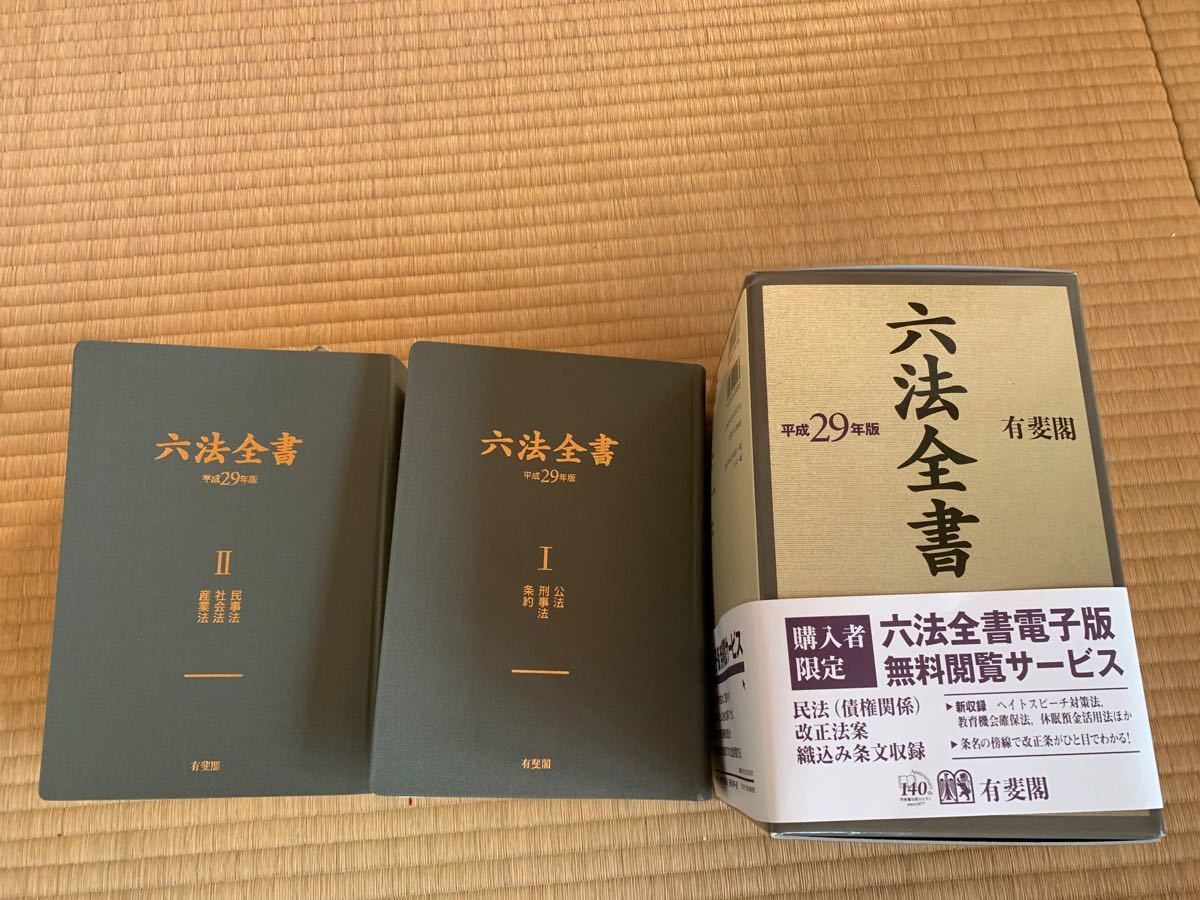 六法全書
平成29年版
II
民事法
社会法
産業法
有斐閣
六法全書
平成29年版
I
公法
刑事法
条約
有斐閣
六法全書
平成29年版
有斐閣
購入者
限定
六法全書電子版
無料閲覧サービス
民法(債権関係)
改正法案
織込み条文収録
▶新収録 ヘイトスピーチ対策法,
教育機会確保法, 休眠預金活用法ほか
▶条名の傍線で改正条がひと目でわかる!
140
有斐閣